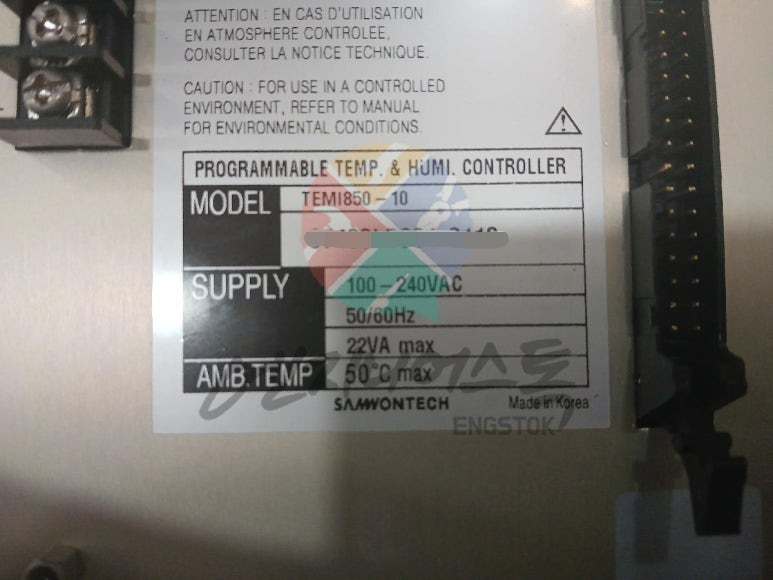 ATTENTION : EN CAS D'UTILISATION
EN ATMOSPHERE CONTROLEE,
CONSULTER LA NOTICE TECHNIQUE.
CAUTION : FOR USE IN A CONTROLLED
ENVIRONMENT, REFER TO MANUAL
FOR ENVIRONMENTAL CONDITIONS.
PROGRAMMABLE TEMP. & HUMI. CONTROLLER
MODEL TEMI850-10
SUPPLY 100-240VAC
50/60Hz
22VA max
AMB.TEMP 50°C max
SAMWONTECH Made in Korea
ENGSTOK